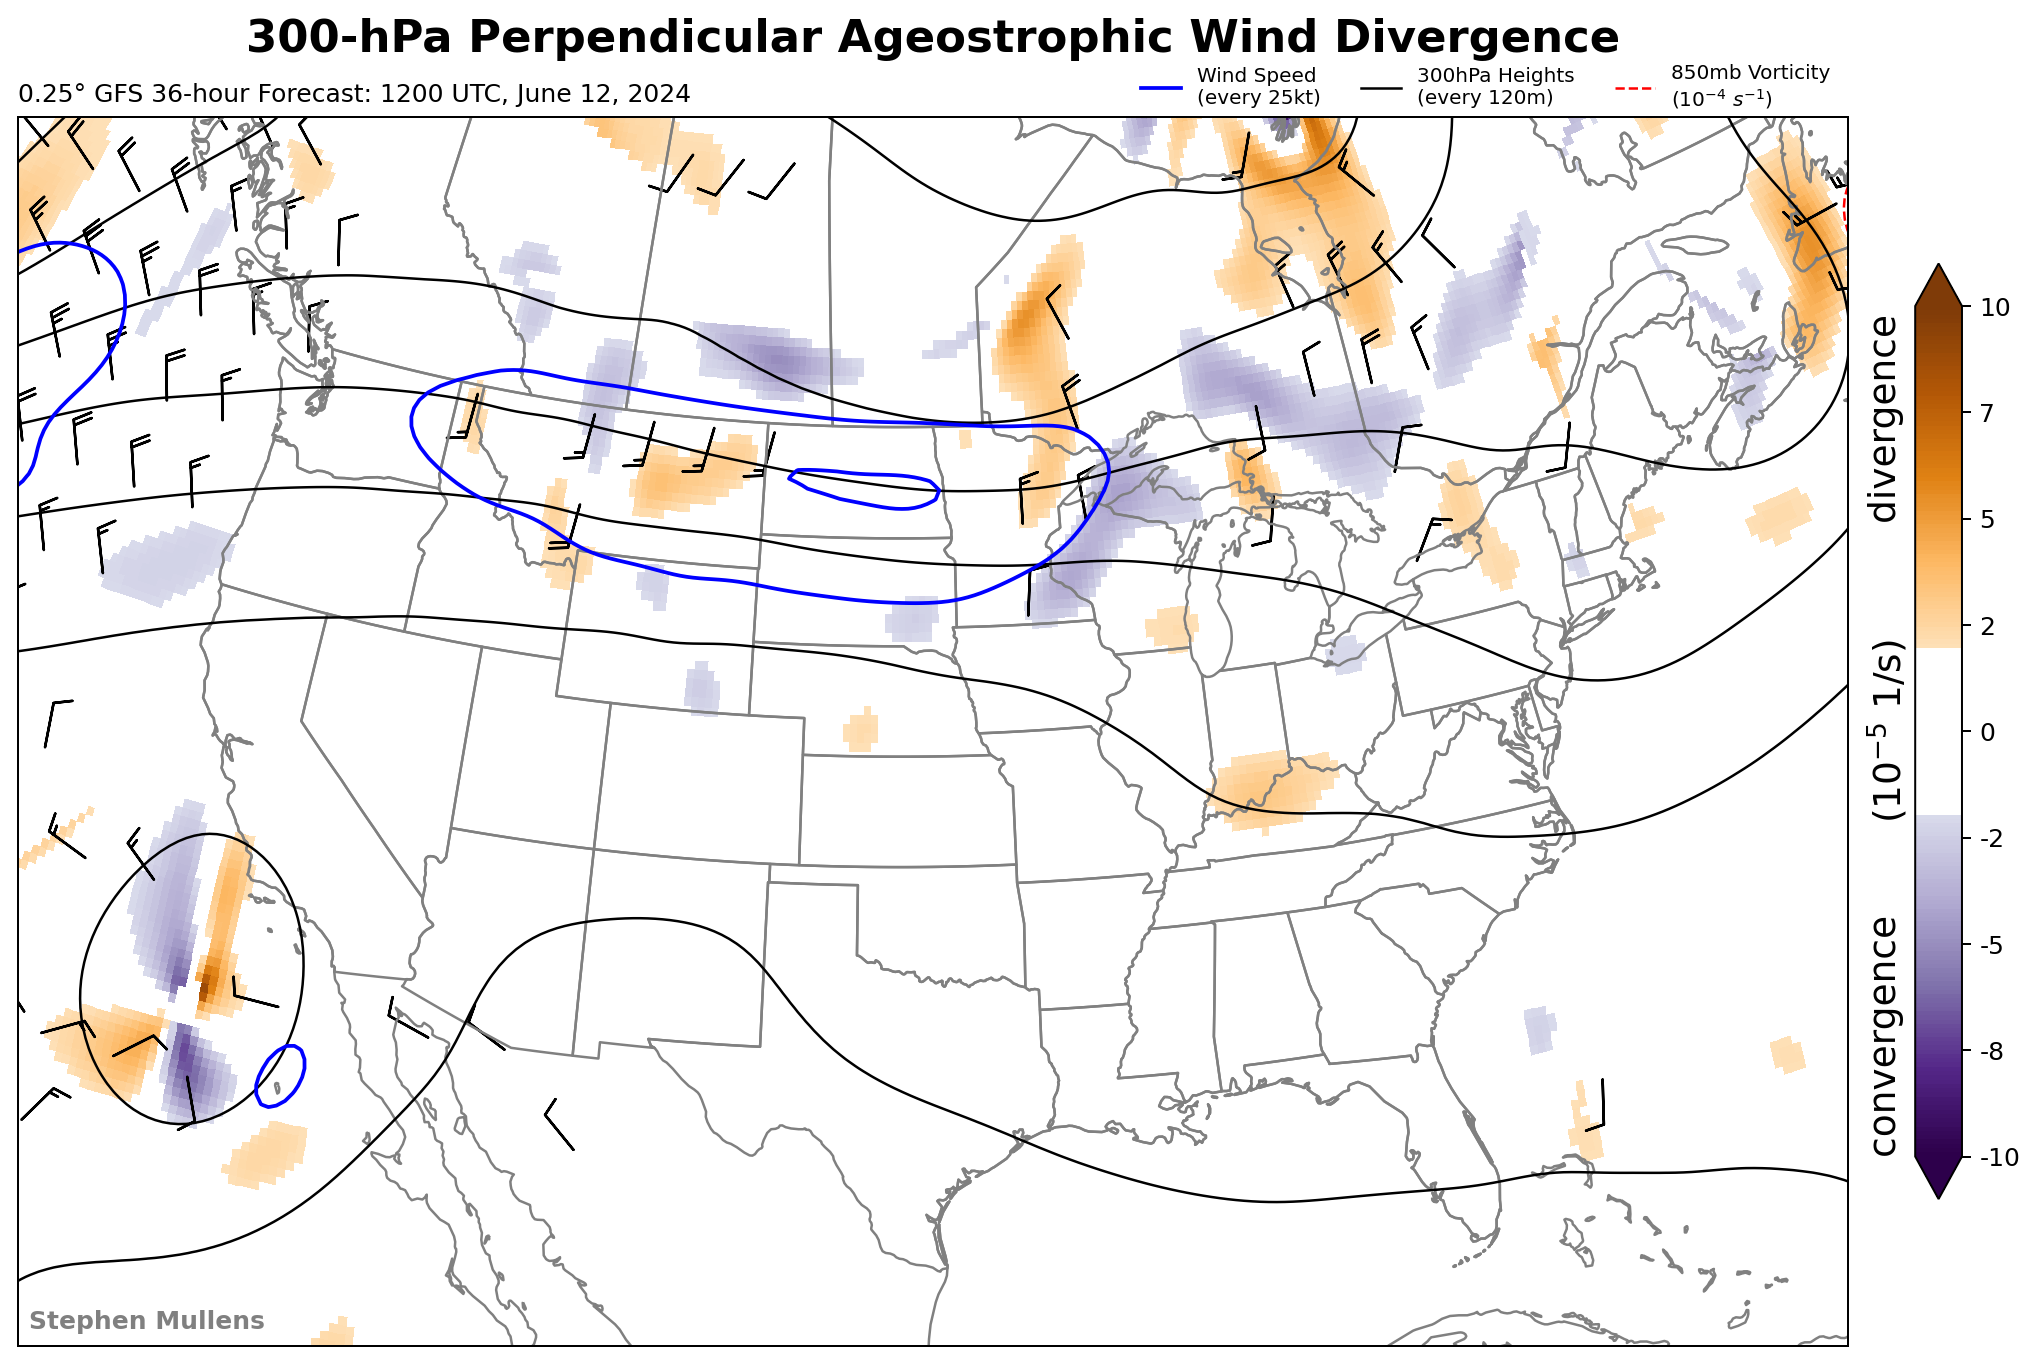 300-hPa Perpendicular Ageostrophic Wind Divergence
0.25° GFS 36-hour Forecast: 1200 UTC, June 12, 2024
Wind Speed
(every 25kt)
300hPa Heights
(every 120m)
850mb Vorticity
(10⁻⁴ s⁻¹)
10
7
5
2
0
-2
-5
-8
-10
convergence (10⁻⁵ 1/s) divergence
Stephen Mullens